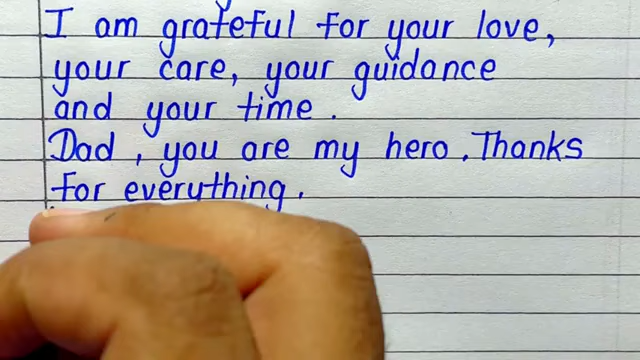 I am grateful for your love,
your care, your guidance
and your time.
Dad, you are my hero. Thanks
for everything.